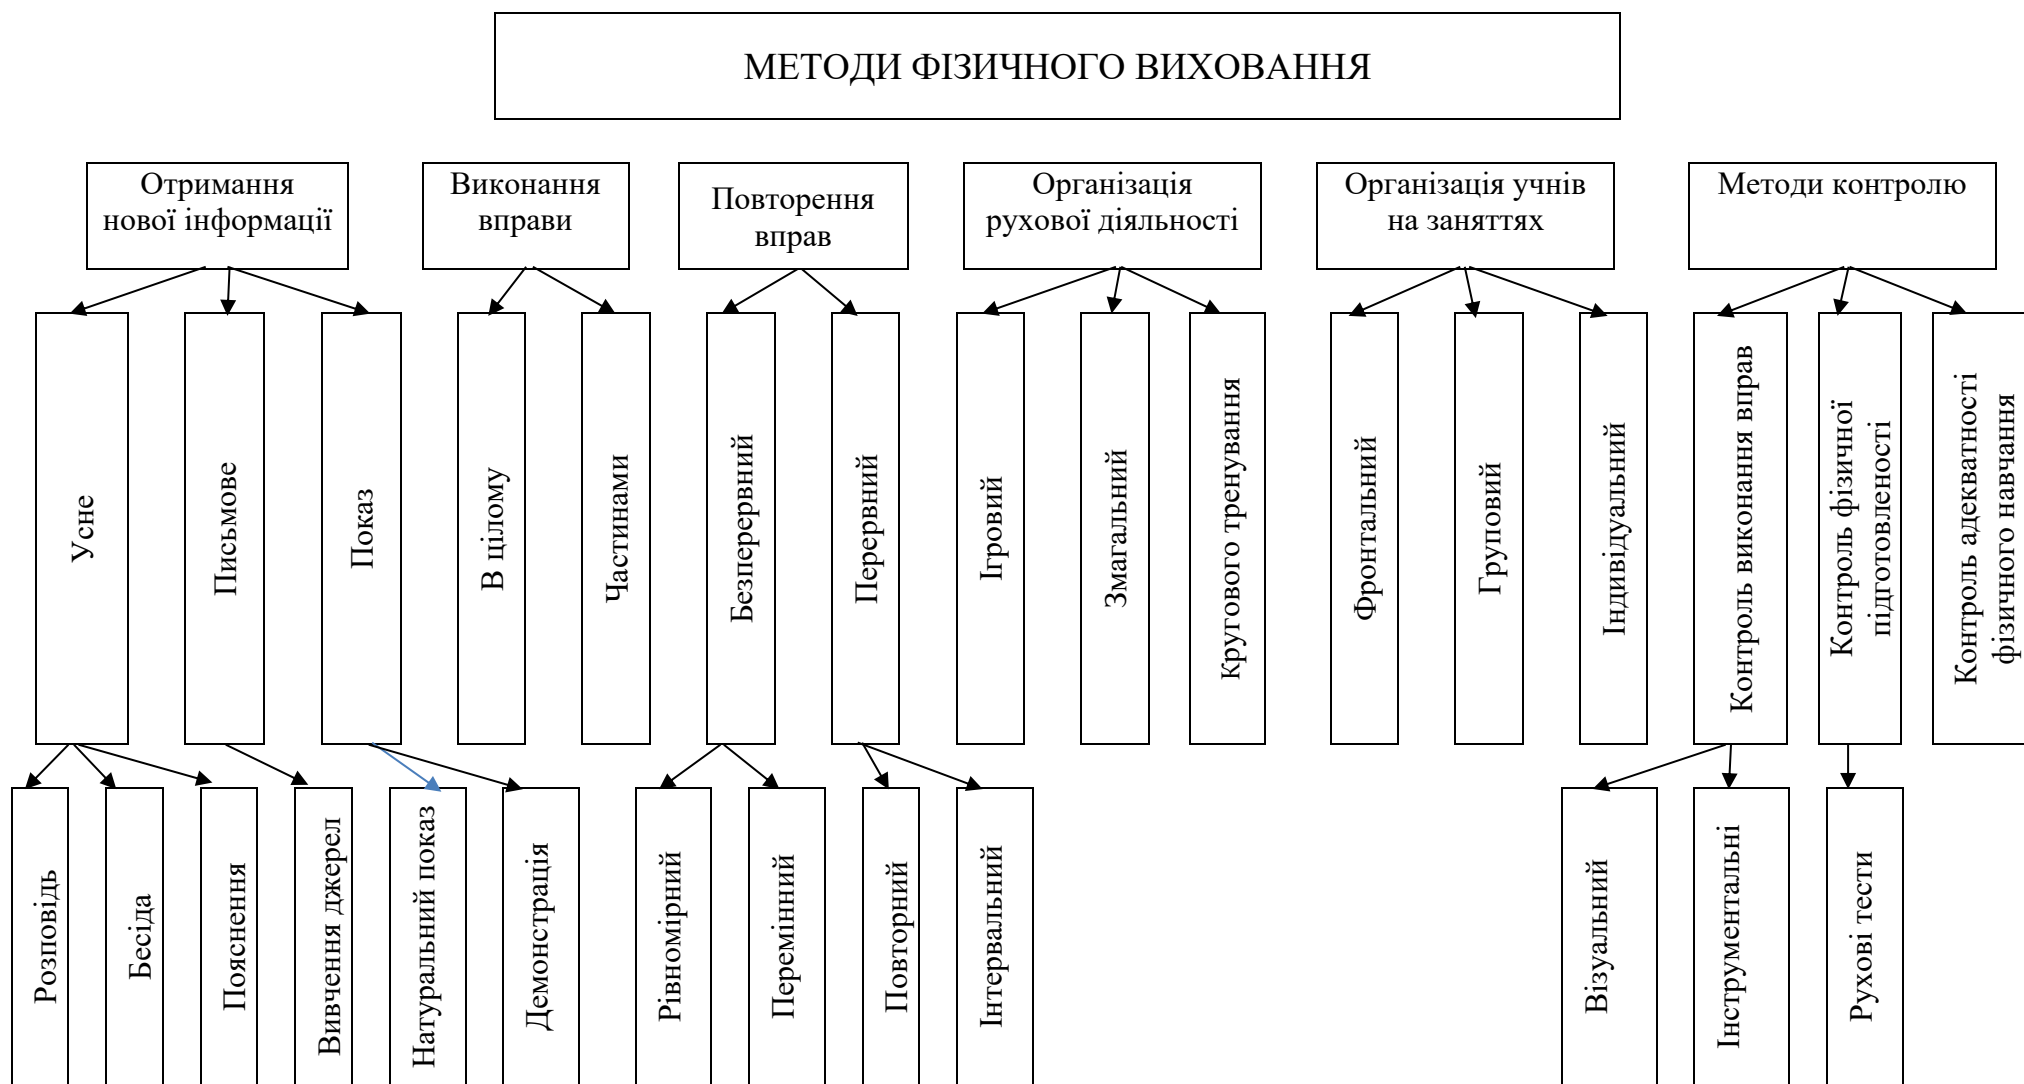 МЕТОДИ ФІЗИЧНОГО ВИХОВАННЯ
Отримання
нової інформації
Виконання
вправи
Повторення
вправ
Організація
рухової діяльності
Організація учнів
на заняттях
Методи контролю
Усне
Письмове
Показ
В цілому
Частинами
Безперервний
Перервний
Ігровий
Змагальний
Кругового тренування
Фронтальний
Груповий
Індивідуальний
Контроль виконання вправ
Контроль фізичної
підготовленості
Контроль адекватності
фізичного навчання
Розповідь
Бесіда
Пояснення
Вивчення джерел
Натуральний показ
Демонстрація
Рівномірний
Перемінний
Повторний
Інтервальний
Візуальний
Інструментальні
Рухові тести